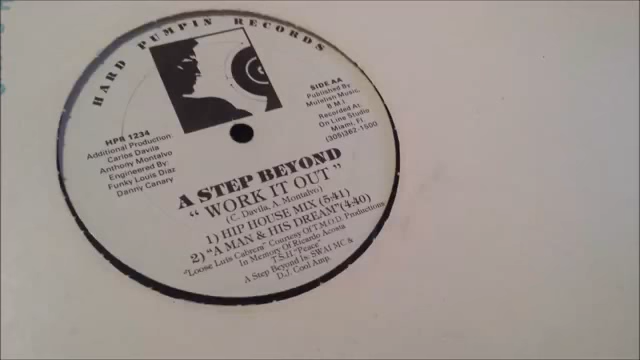 HARD PUMPIN RECORDS
HPR 1234
Additional Production:
Carlos Davila
Anthony Montalvo
Engineered By:
Funky Louis Diaz
Danny Canary
SIDE AA
Published By
Mulelish Music,
B.M.I.
Recorded At
On Line Studio
Miami, FL.
(305)362-1500
A STEP BEYOND
"WORK IT OUT"
(C. Davila, A. Montalvo)
1) HIP HOUSE MIX (5:41)
2) "A MAN & HIS DREAM" (4:40)
"Loose Luis Cabrera" Courtesy Of T.M.O.D. Productions
In Memory Of Ricardo Acosta
T.S.H. "Peace"
A Step Beyond Is: SWAI MC &
D.J. Cool Amp.